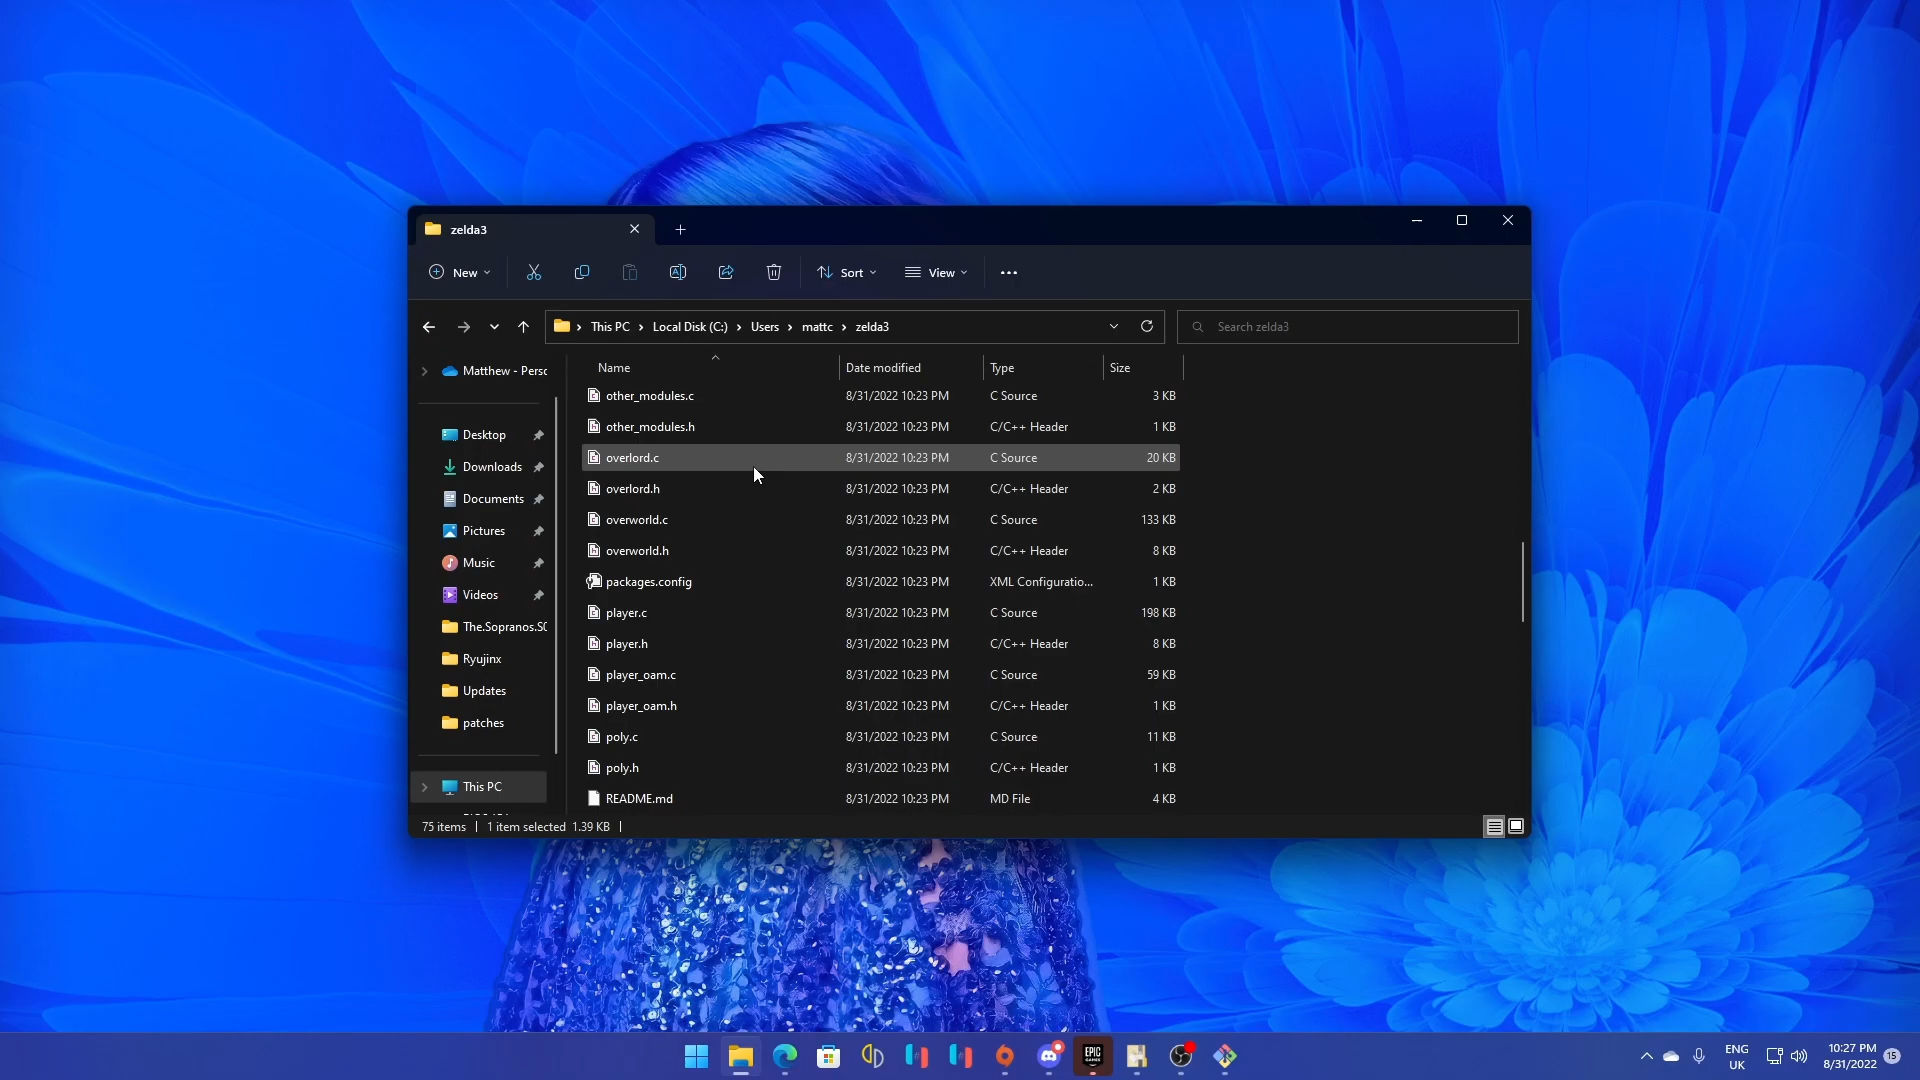 zelda3
New
Sort
View
This PC
Local Disk (C:)
Users
mattc
zelda3
Search zelda3
Name
Date modified
Type
Size
Matthew - Persc
Desktop
Downloads
Documents
Pictures
Music
Videos
The.Sopranos.S0
Ryujinx
Updates
patches
This PC
other_modules.c 8/31/2022 10:23 PM C Source 3 KB
other_modules.h 8/31/2022 10:23 PM C/C++ Header 1 KB
overlord.c 8/31/2022 10:23 PM C Source 20 KB
overlord.h 8/31/2022 10:23 PM C/C++ Header 2 KB
overworld.c 8/31/2022 10:23 PM C Source 133 KB
overworld.h 8/31/2022 10:23 PM C/C++ Header 8 KB
packages.config 8/31/2022 10:23 PM XML Configuratio... 1 KB
player.c 8/31/2022 10:23 PM C Source 198 KB
player.h 8/31/2022 10:23 PM C/C++ Header 8 KB
player_oam.c 8/31/2022 10:23 PM C Source 59 KB
player_oam.h 8/31/2022 10:23 PM C/C++ Header 1 KB
poly.c 8/31/2022 10:23 PM C Source 11 KB
poly.h 8/31/2022 10:23 PM C/C++ Header 1 KB
README.md 8/31/2022 10:23 PM MD File 4 KB
75 items
1 item selected 1.39 KB
EPIC
GAMES
ENG
UK
10:27 PM
8/31/2022
15